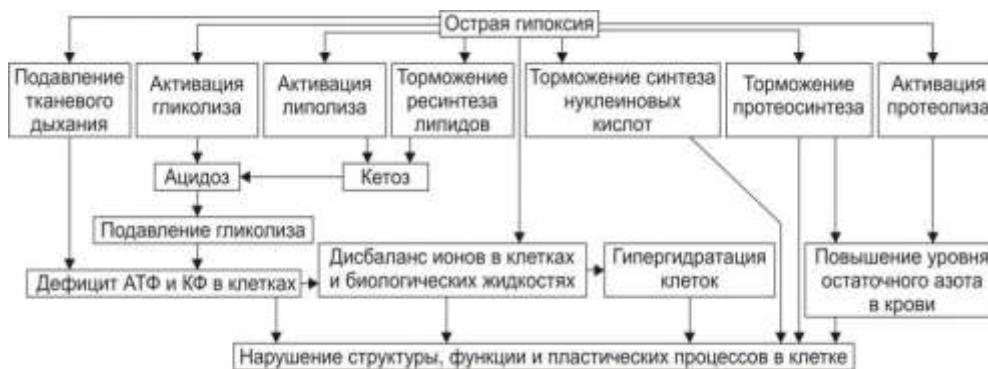 Острая гипоксия
Подавление
тканевого
дыхания
Активация
гликолиза
Активация
липолиза
Торможение
ресинтеза
липидов
Торможение синтеза
нуклеиновых
кислот
Торможение
протеосинтеза
Активация
протеолиза
Ацидоз
Кетоз
Подавление гликолиза
Дефицит АТФ и КФ в клетках
Дисбаланс ионов в клетках
и биологических жидкостях
Гипергидратация
клеток
Повышение уровня
остаточного азота
в крови
Нарушение структуры, функции и пластических процессов в клетке